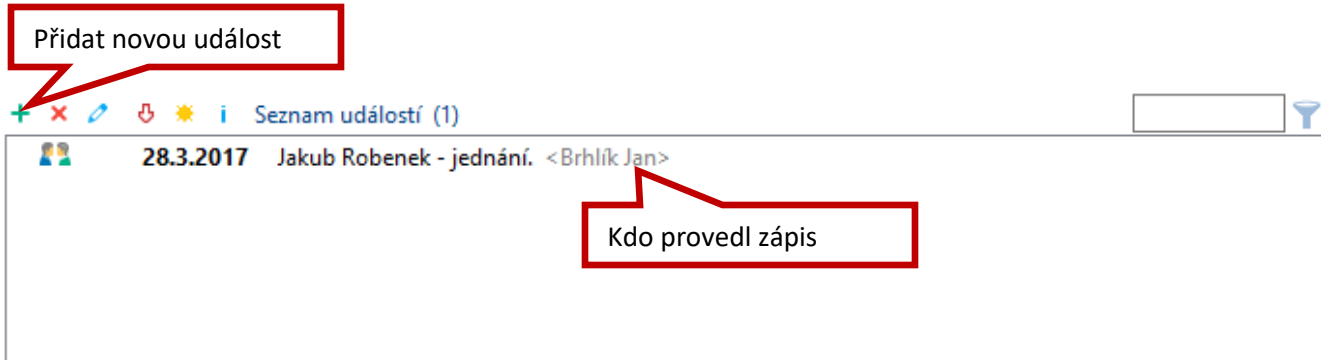 Přidat novou událost
i Seznam událostí (1)
28.3.2017 Jakub Robenek - jednání. <Brhlík Jan>
Kdo provedl zápis